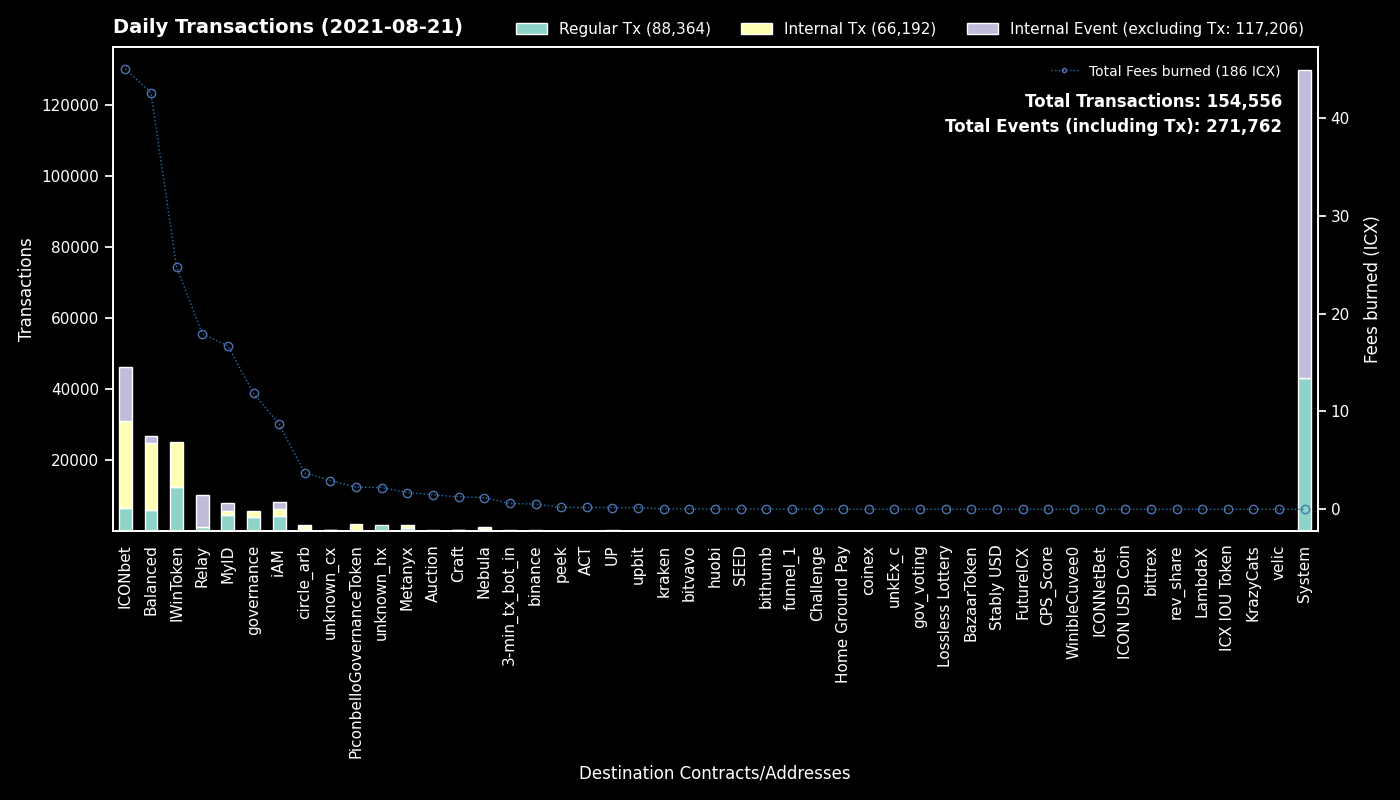 Daily Transactions (2021-08-21)
Regular Tx (88,364)
Internal Tx (66,192)
Internal Event (excluding Tx: 117,206)
Total Fees burned (186 ICX)
Total Transactions: 154,556
Total Events (including Tx): 271,762
Transactions
120000
100000
80000
60000
40000
20000
40
30
20
10
0
Fees burned (ICX)
ICONbet
Balanced
IWinToken
Relay
MyID
governance
iAM
circle_arb
unknown_cx
PiconbelloGovernanceToken
unknown_hx
Metanyx
Auction
Craft
Nebula
3-min_tx_bot_in
binance
peek
ACT
UP
upbit
kraken
bitvavo
huobi
SEED
bithumb
funnel_1
Challenge
Home Ground Pay
coinex
unkEx_c
gov_voting
Lossless Lottery
BazaarToken
Stably USD
FutureICX
CPS_Score
WinibleCuvee0
ICONNetBet
ICON USD Coin
bittrex
rev_share
LambdaX
ICX IOU Token
KrazyCats
velic
System
Destination Contracts/Addresses